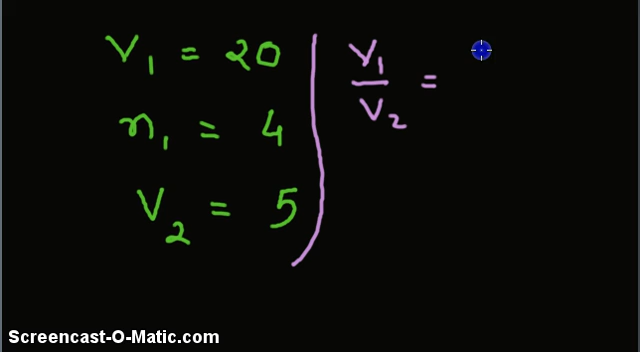 V₁ = 20
n₁ = 4
V₂ = 5
V₁
V₂ =
Screencast-O-Matic.com